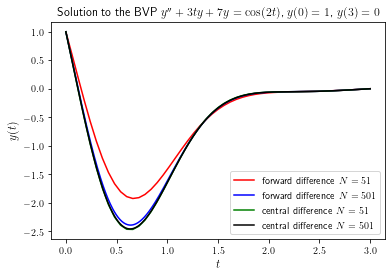 Solution to the BVP y″ + 3ty + 7y = cos(2t), y(0) = 1, y(3) = 0
1.0
0.5
0.0
−0.5
−1.0
−1.5
−2.0
−2.5
y(t)
forward difference N = 51
forward difference N = 501
central difference N = 51
central difference N = 501
0.0 0.5 1.0 1.5 2.0 2.5 3.0
t